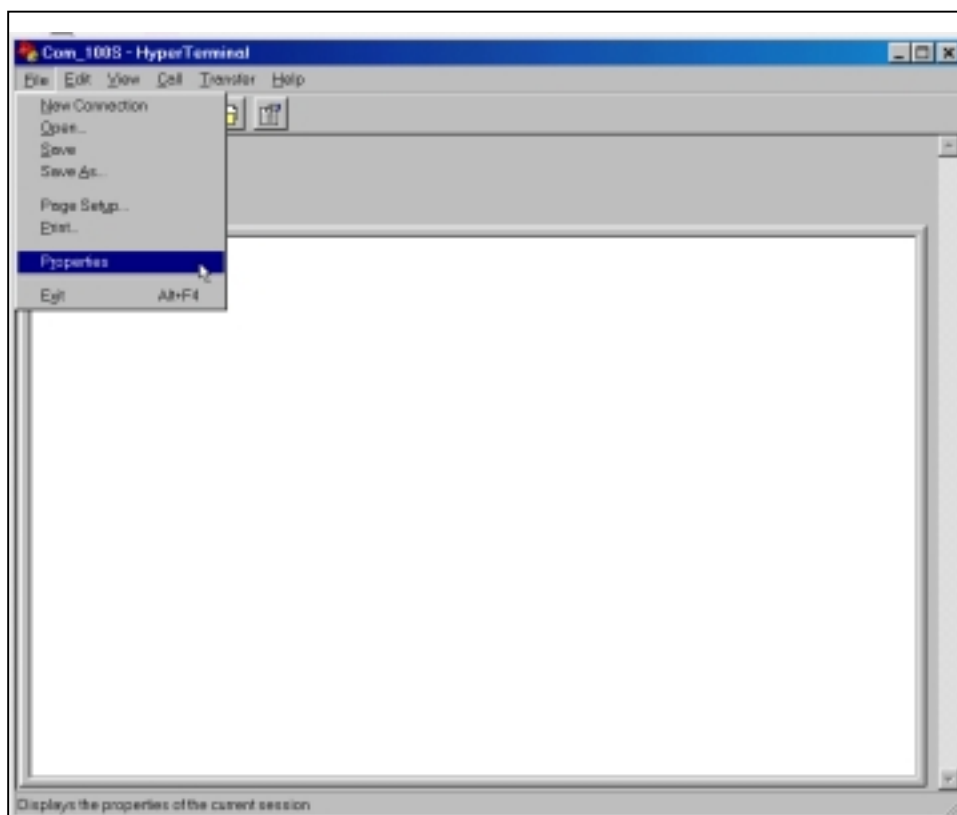 Com_100S - HyperTerminal
File Edit View Call Transfer Help
New Connection
Open...
Save
Save As...
Page Setup...
Print...
Properties
Exit Alt+F4
Displays the properties of the current session